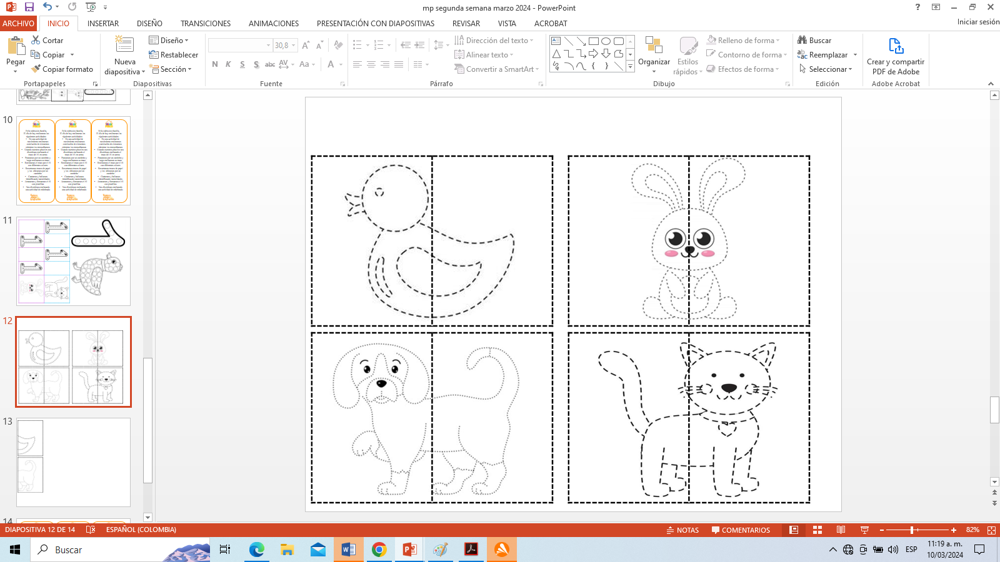 mp segunda semana marzo 2024 - PowerPoint
Iniciar sesión
ARCHIVO INICIO INSERTAR DISEÑO TRANSICIONES ANIMACIONES PRESENTACIÓN CON DIAPOSITIVAS REVISAR VISTA ACROBAT
Pegar
Cortar
Copiar
Copiar formato
Portapapeles
Nueva
diapositiva
Diseño
Restablecer
Sección
Diapositivas
30,8
N K S S abc AV Aa A
Fuente
Dirección del texto
Alinear texto
Convertir a SmartArt
Párrafo
Organizar
Estilos
rápidos
Relleno de forma
Contorno de forma
Efectos de forma
Dibujo
Buscar
Reemplazar
Seleccionar
Edición
Crear y compartir
PDF de Adobe
Adobe Acrobat
10
11
12
13
14
DIAPOSITIVA 12 DE 14 ESPAÑOL (COLOMBIA) NOTAS COMENTARIOS 82%
Buscar
ESP
11:19 a. m.
10/03/2024